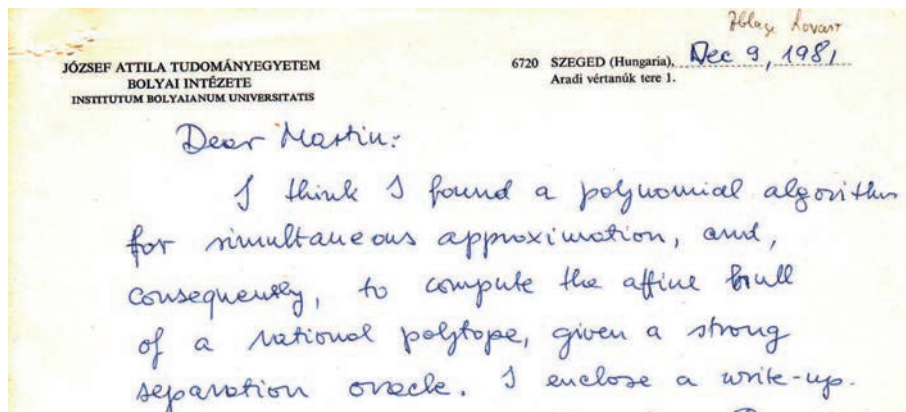 Lovasz
JÓZSEF ATTILA TUDOMÁNYEGYETEM
BOLYAI INTÉZETE
INSTITUTUM BOLYAIANUM UNIVERSITATIS
6720 SZEGED (Hungaria), Dec 9, 1981
Aradi vértanúk tere 1.
Dear Martin:
I think I found a polynomial algorithm
for simultaneous approximation, and,
consequently, to compute the affine hull
of a rational polytope, given a strong
separation oracle. I enclose a write-up.